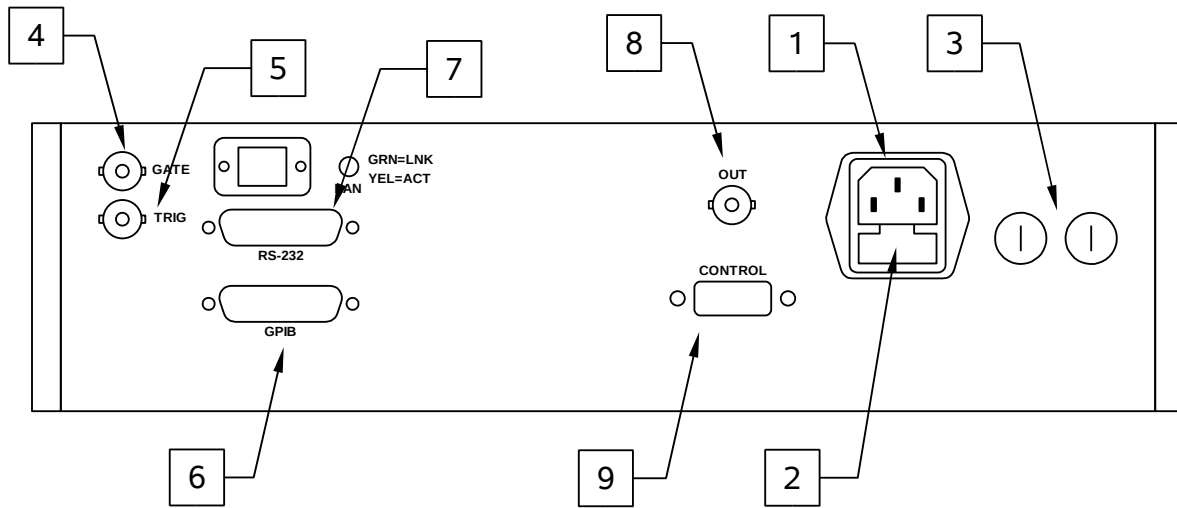 4
5
7
8
1
3
GATE
GRN=LNK
YEL=ACT
LAN
TRIG
OUT
RS-232
CONTROL
GPIB
6
9
2